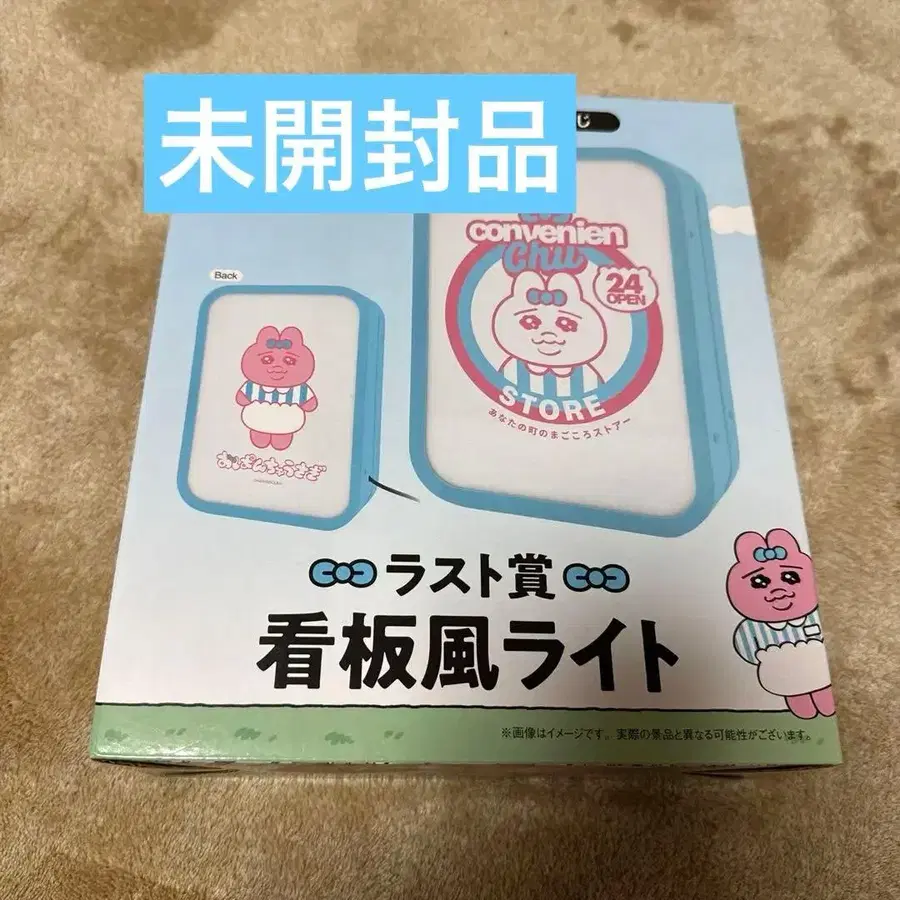 未開封品
じ
convenien
Chu
24
OPEN
STORE
あなたの町のまごころストアー
Back
おぱんちゅうさぎ
ラスト賞
看板風ライト
※画像はイメージです。実際の景品と異なる可能性がございます。